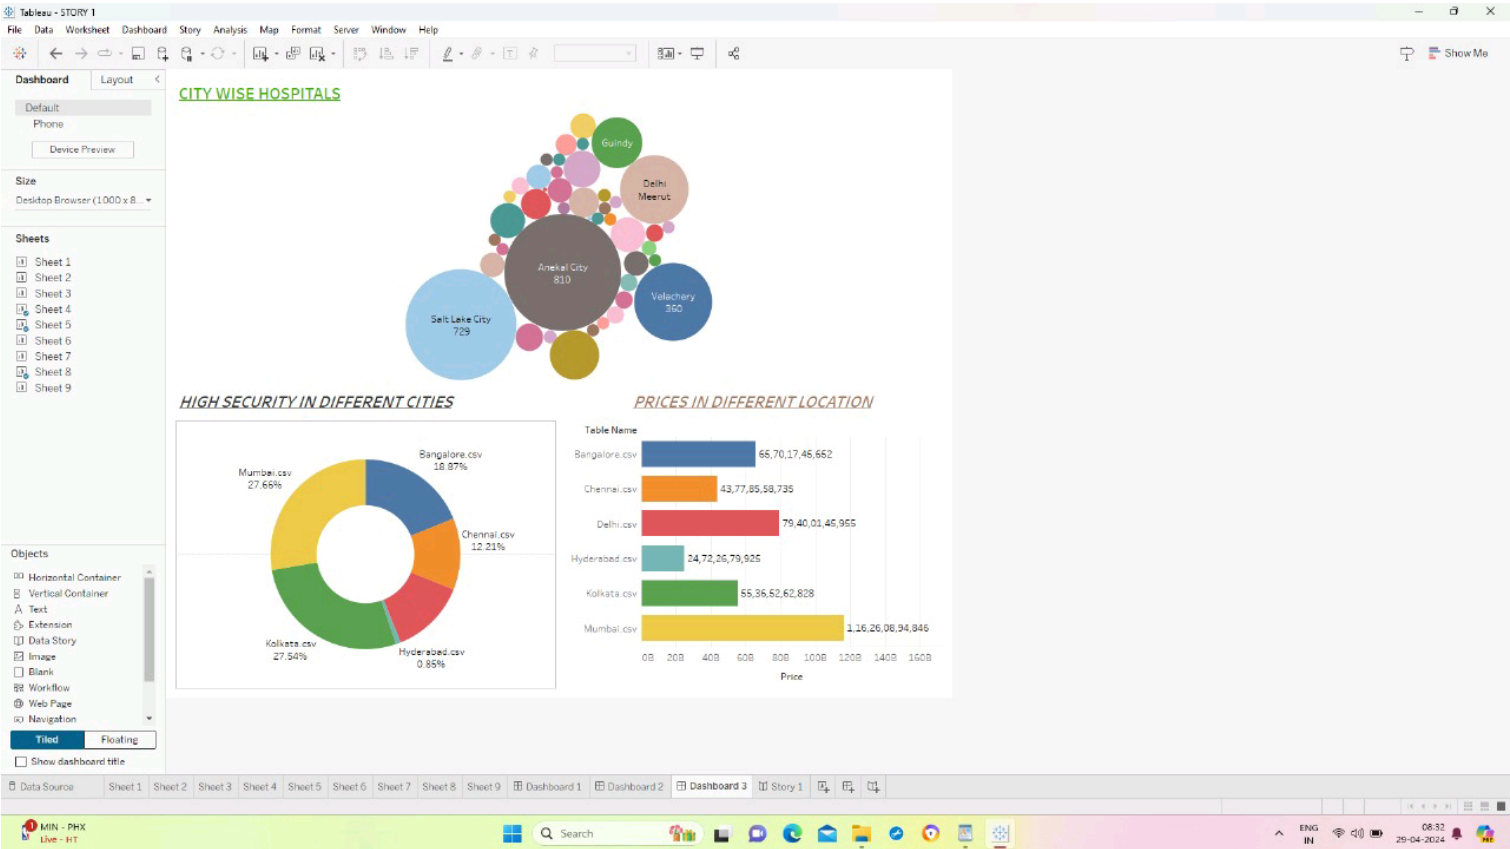 Tableau - STORY 1
File Data Worksheet Dashboard Story Analysis Map Format Server Window Help
Show Me
Dashboard Layout
Default
Phone
Device Preview
Size
Desktop Browser (1000 x 8...
Sheets
Sheet 1
Sheet 2
Sheet 3
Sheet 4
Sheet 5
Sheet 6
Sheet 7
Sheet 8
Sheet 9
Objects
Horizontal Container
Vertical Container
Text
Extension
Data Story
Image
Blank
Workflow
Web Page
Navigation
Tiled Floating
Show dashboard title
CITY WISE HOSPITALS
Guindy
Delhi
Meerut
Anekal City
810
Velachery
360
Salt Lake City
729
HIGH SECURITY IN DIFFERENT CITIES
Mumbai.csv
27.66%
Bangalore.csv
18.87%
Chennai.csv
12.21%
Kolkata.csv
27.54%
Hyderabad.csv
0.85%
PRICES IN DIFFERENT LOCATION
Table Name
Bangalore.csv 65,70,17,45,652
Chennai.csv 43,77,85,58,735
Delhi.csv 79,40,01,45,955
Hyderabad.csv 24,72,26,79,925
Kolkata.csv 55,36,52,62,828
Mumbai.csv 1,16,26,08,94,846
0B 20B 40B 60B 80B 100B 120B 140B 160B
Price
Data Source Sheet 1 Sheet 2 Sheet 3 Sheet 4 Sheet 5 Sheet 6 Sheet 7 Sheet 8 Sheet 9 Dashboard 1 Dashboard 2 Dashboard 3 Story 1
1
MIN - PHX
Live - HT
Search
ENG
IN
08:32
29-04-2024